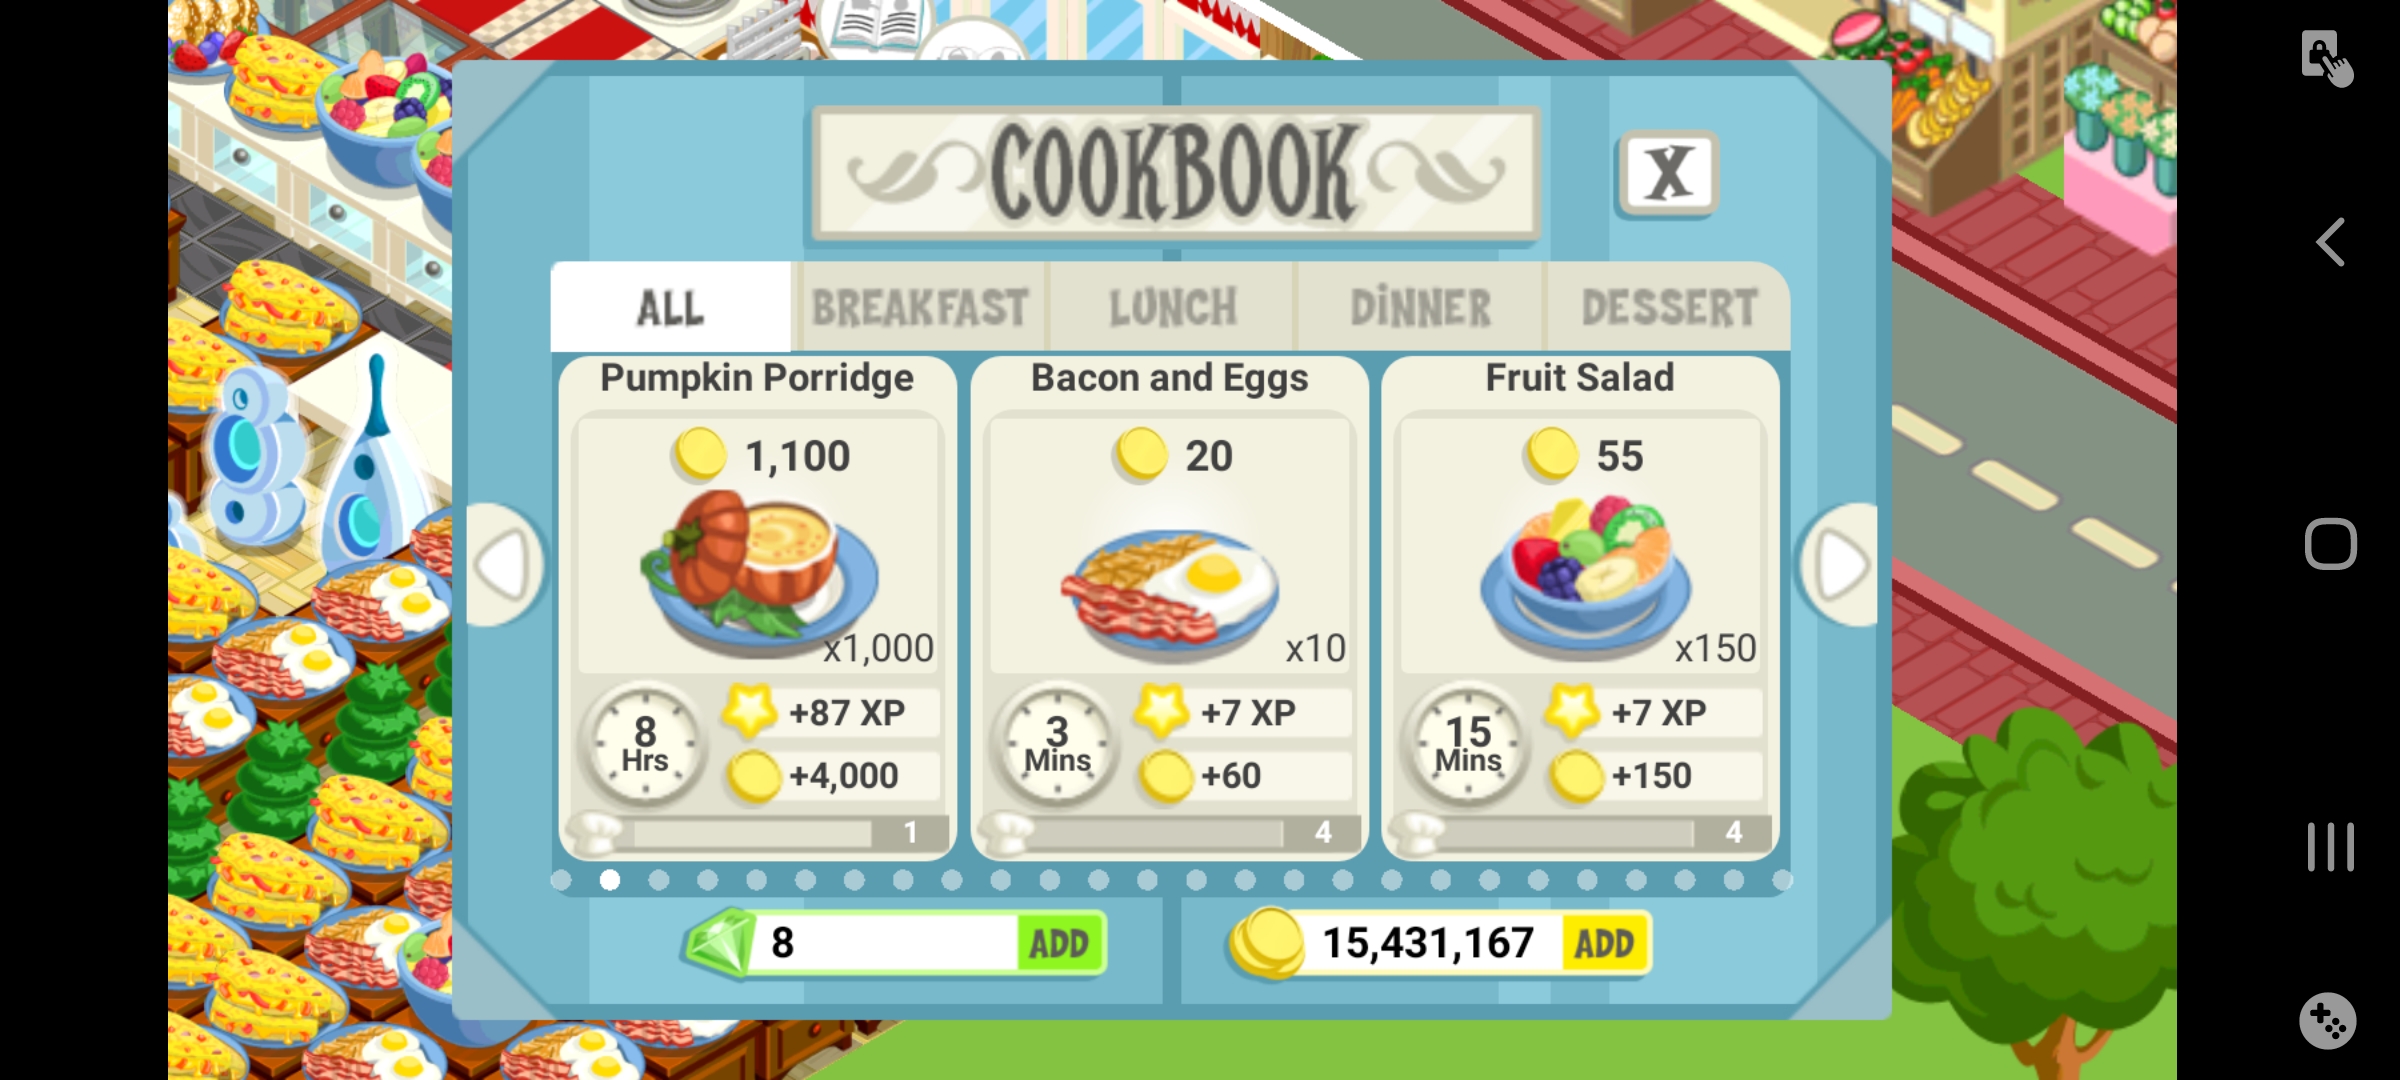 COOKBOOK
X
ALL BREAKFAST LUNCH DINNER DESSERT
Pumpkin Porridge
1,100
x1,000
8
Hrs
+87 XP
+4,000
1
Bacon and Eggs
20
x10
3
Mins
+7 XP
+60
4
Fruit Salad
55
x150
15
Mins
+7 XP
+150
4
8 ADD
15,431,167 ADD